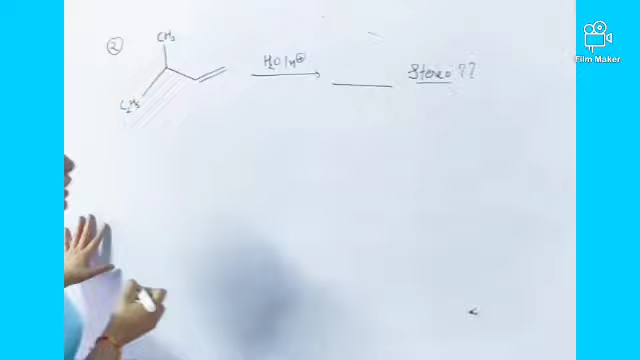 ② CH₃ H₂O/H⊕ Stereo ??
C₂H₅
Film Maker